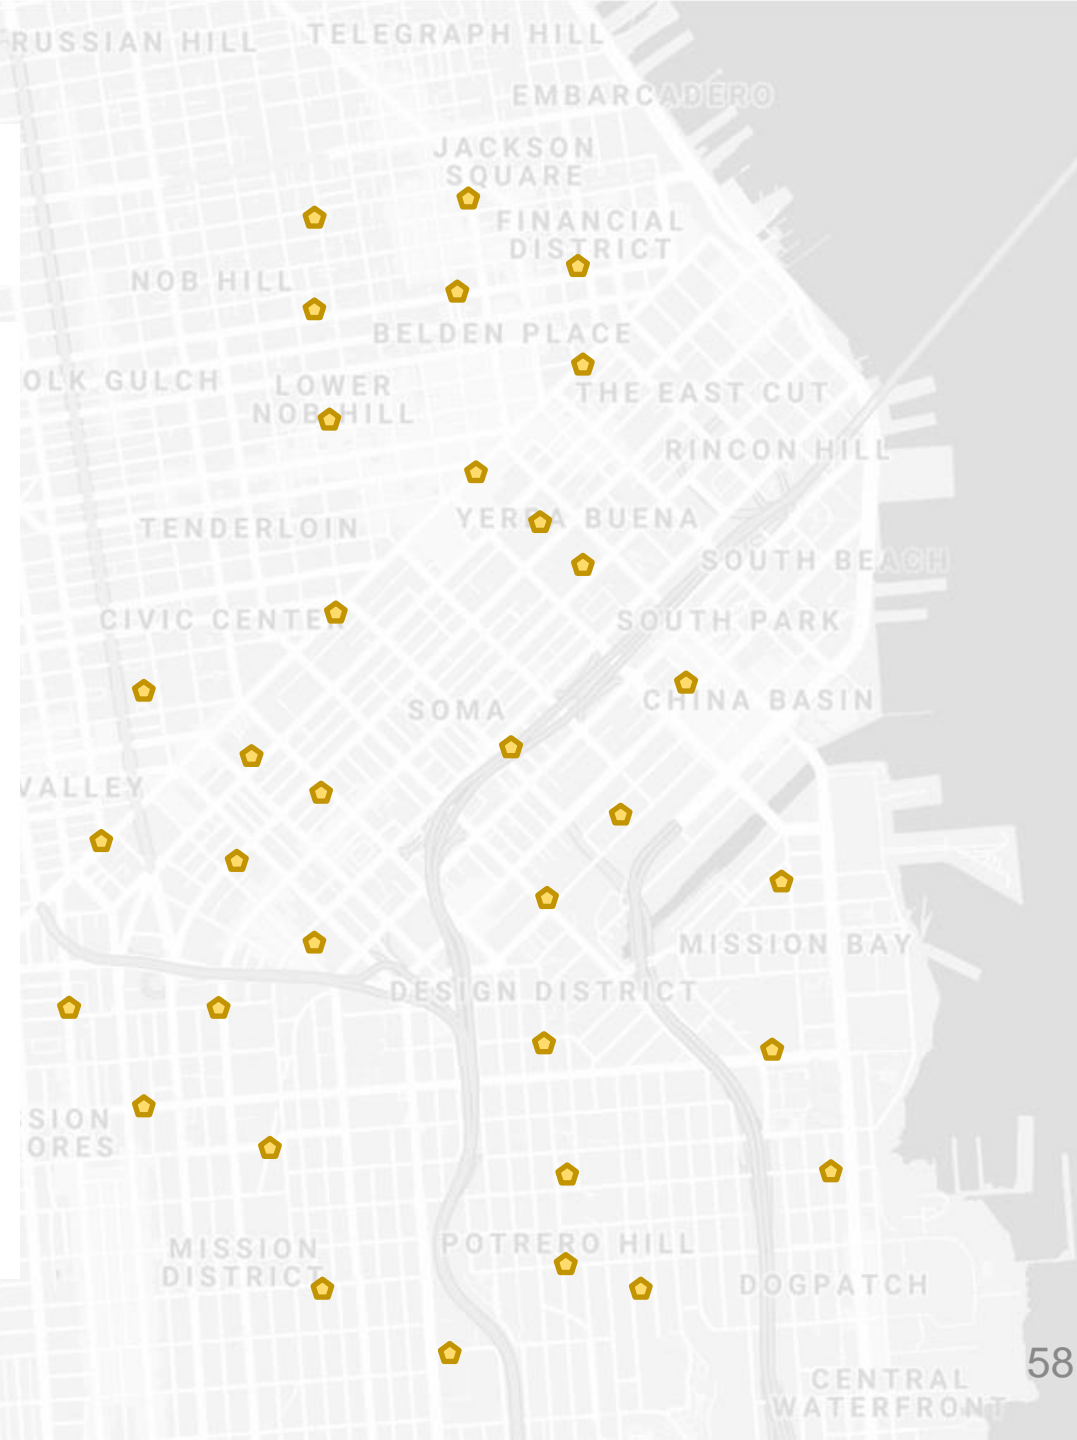 RUSSIAN HILL
TELEGRAPH HILL
EMBARCADERO
JACKSON
SQUARE
FINANCIAL
DISTRICT
NOB HILL
BELDEN PLACE
OLK GULCH
LOWER
NOB HILL
THE EAST CUT
RINCON HILL
TENDERLOIN
YERBA BUENA
SOUTH BEACH
CIVIC CENTER
SOUTH PARK
CHINA BASIN
SOMA
VALLEY
MISSION BAY
DESIGN DISTRICT
SION
ORES
MISSION
DISTRICT
POTRERO HILL
DOGPATCH
58
CENTRAL
WATERFRONT